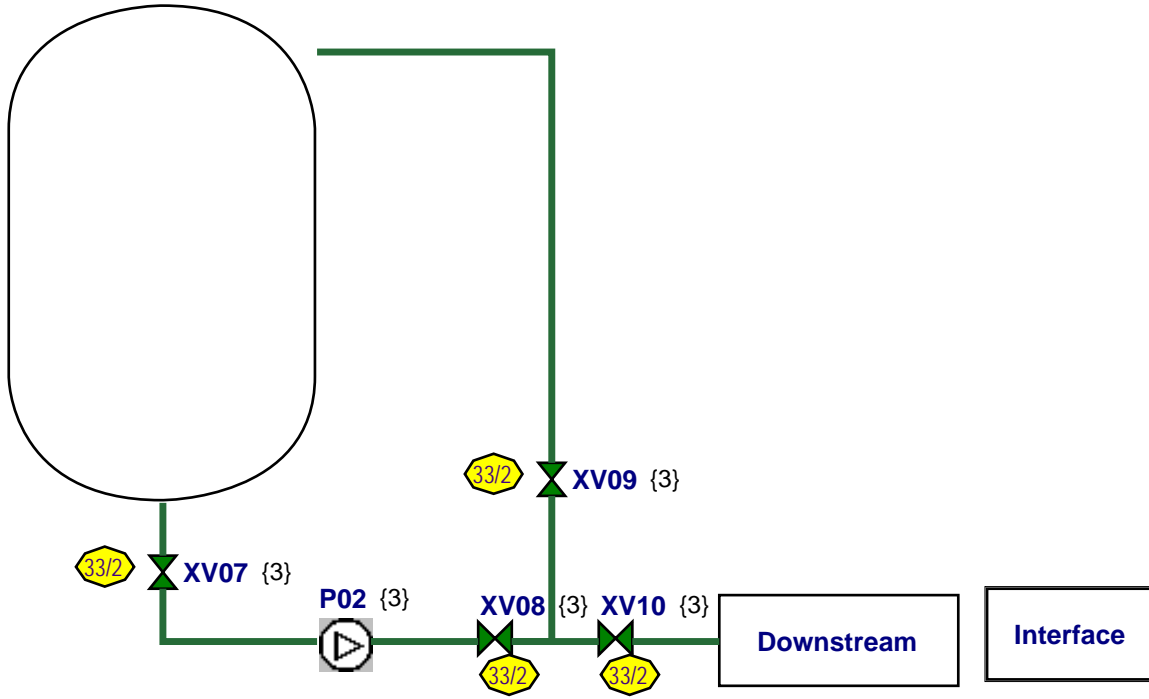 33/2 XV09 {3}
33/2 XV07 {3}
P02 {3}
XV08 {3} XV10 {3}
33/2 33/2
Downstream
Interface